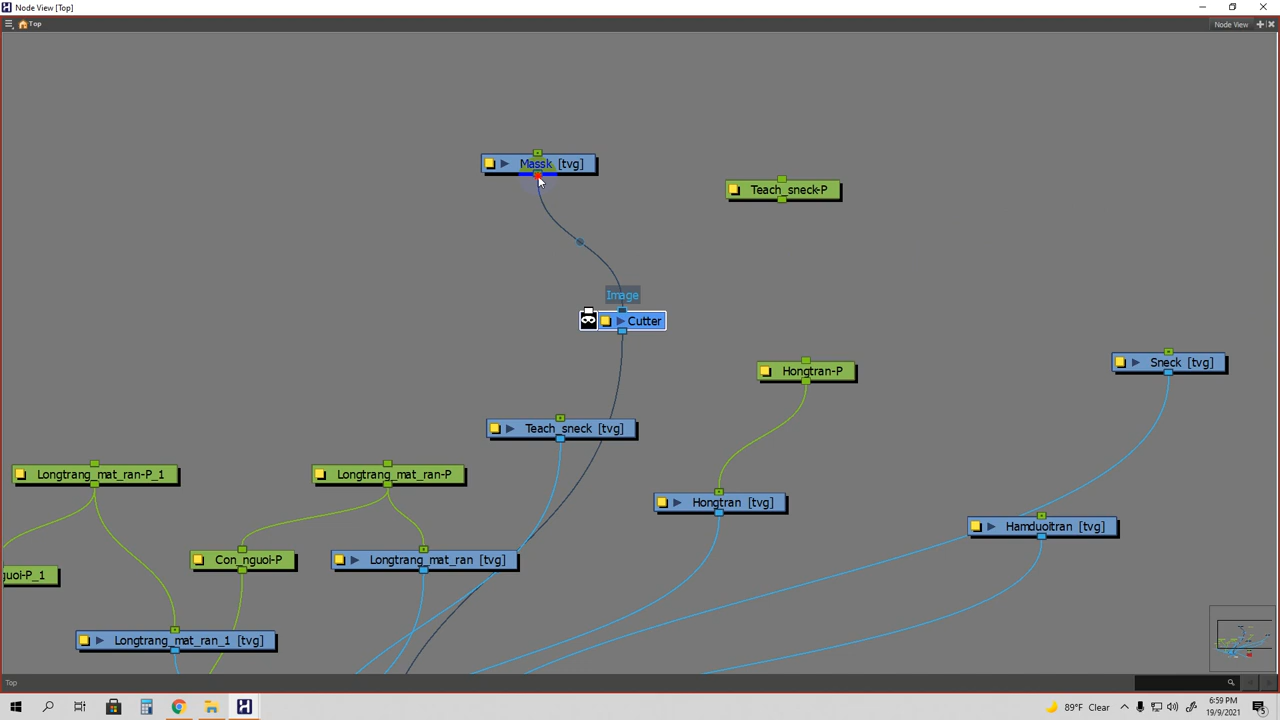 Node View [Top]
Top
Node View
Massk [tvg]
Teach_sneck-P
Image
Cutter
Sneck [tvg]
Hongtran-P
Teach_sneck [tvg]
Longtrang_mat_ran-P_1
Longtrang_mat_ran-P
Hongtran [tvg]
Hamduoitran [tvg]
Con_nguoi-P
Longtrang_mat_ran [tvg]
guoi-P_1
Longtrang_mat_ran_1 [tvg]
Top
89°F Clear
6:59 PM
19/9/2021
5